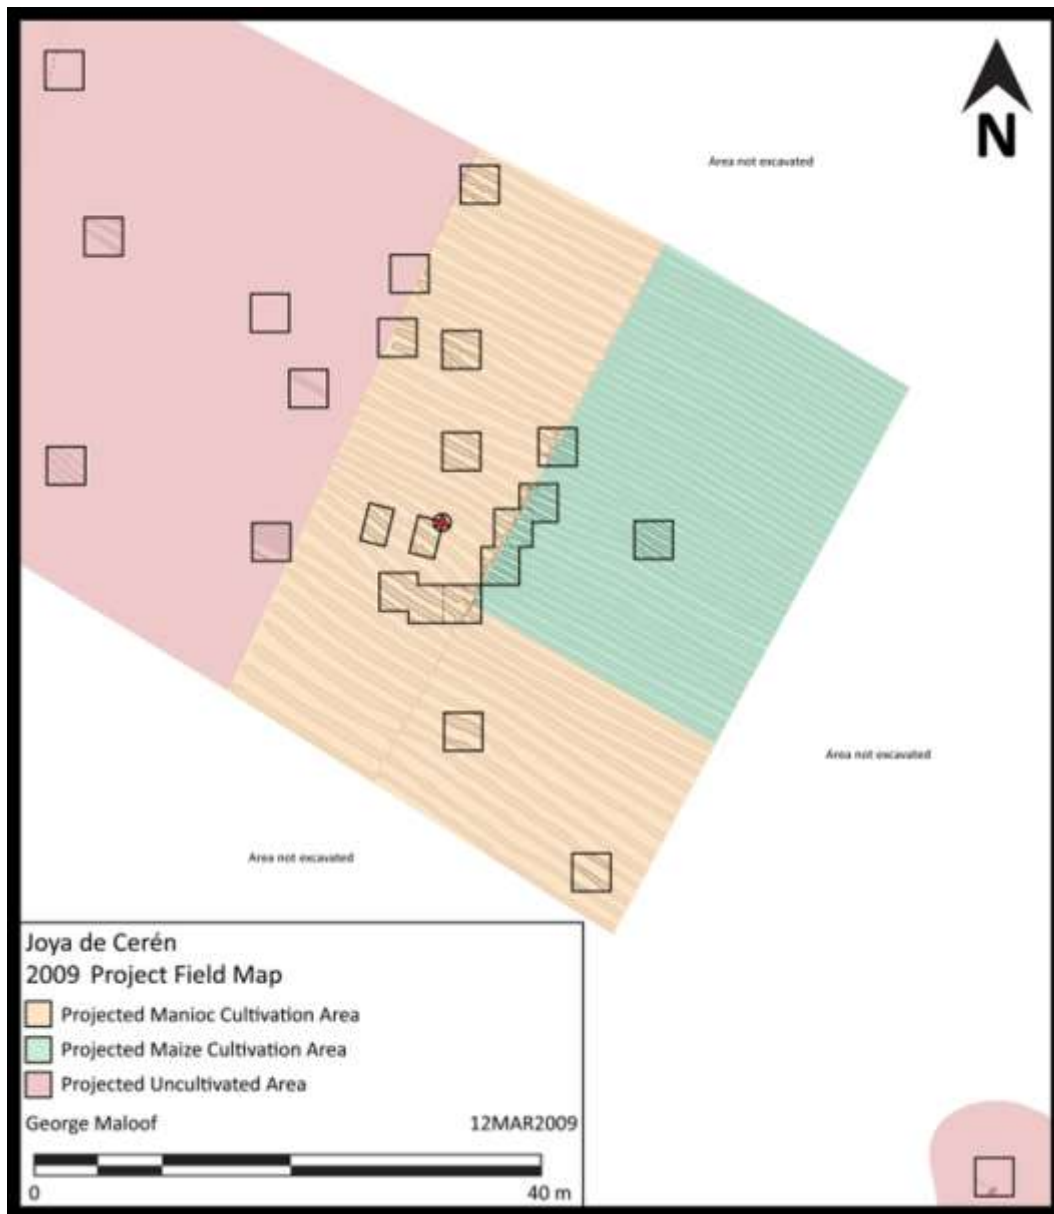 N
Area not excavated
Area not excavated
Area not excavated
Joya de Cerén
2009 Project Field Map
Projected Manioc Cultivation Area
Projected Maize Cultivation Area
Projected Uncultivated Area
George Maloof 12MAR2009
0 40 m